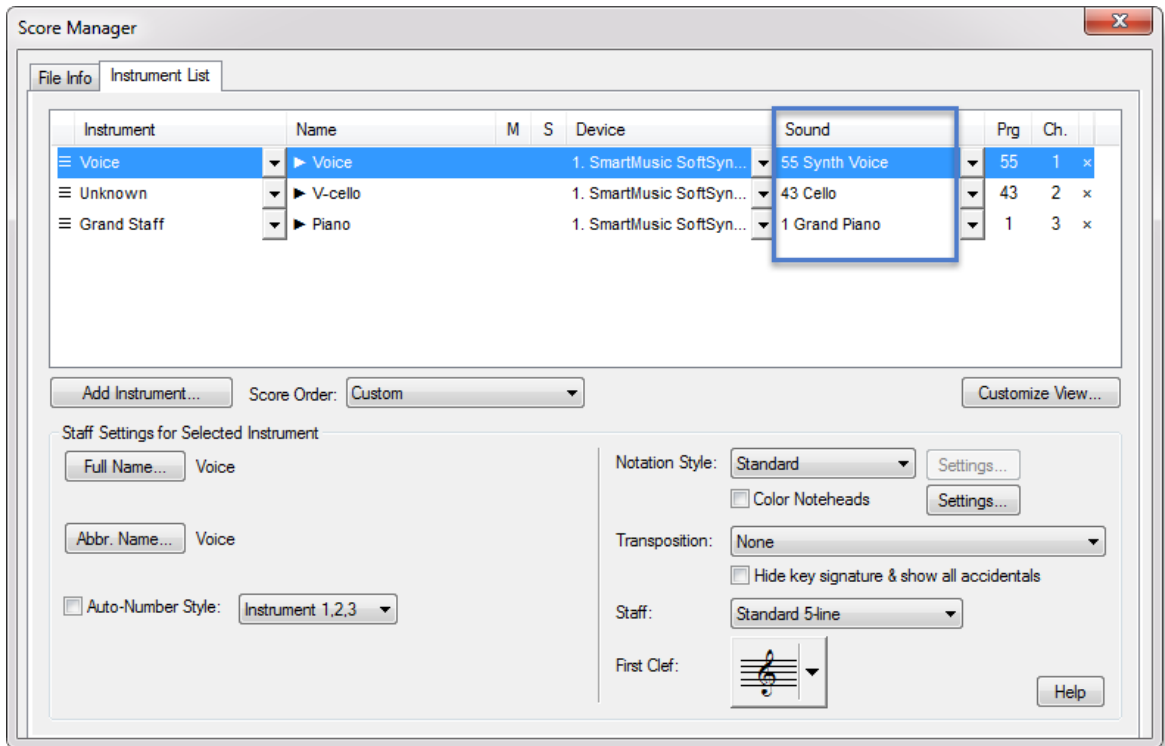 Score Manager
File Info Instrument List
Instrument Name M S Device Sound Prg Ch.
Voice Voice 1. SmartMusic SoftSyn... 55 Synth Voice 55 1 ×
Unknown V-cello 1. SmartMusic SoftSyn... 43 Cello 43 2 ×
Grand Staff Piano 1. SmartMusic SoftSyn... 1 Grand Piano 1 3 ×
Add Instrument... Score Order: Custom Customize View...
Staff Settings for Selected Instrument
Full Name... Voice Notation Style: Standard Settings...
Color Noteheads Settings...
Abbr. Name... Voice Transposition: None
Hide key signature & show all accidentals
Auto-Number Style: Instrument 1,2,3 Staff: Standard 5-line
First Clef:
Help